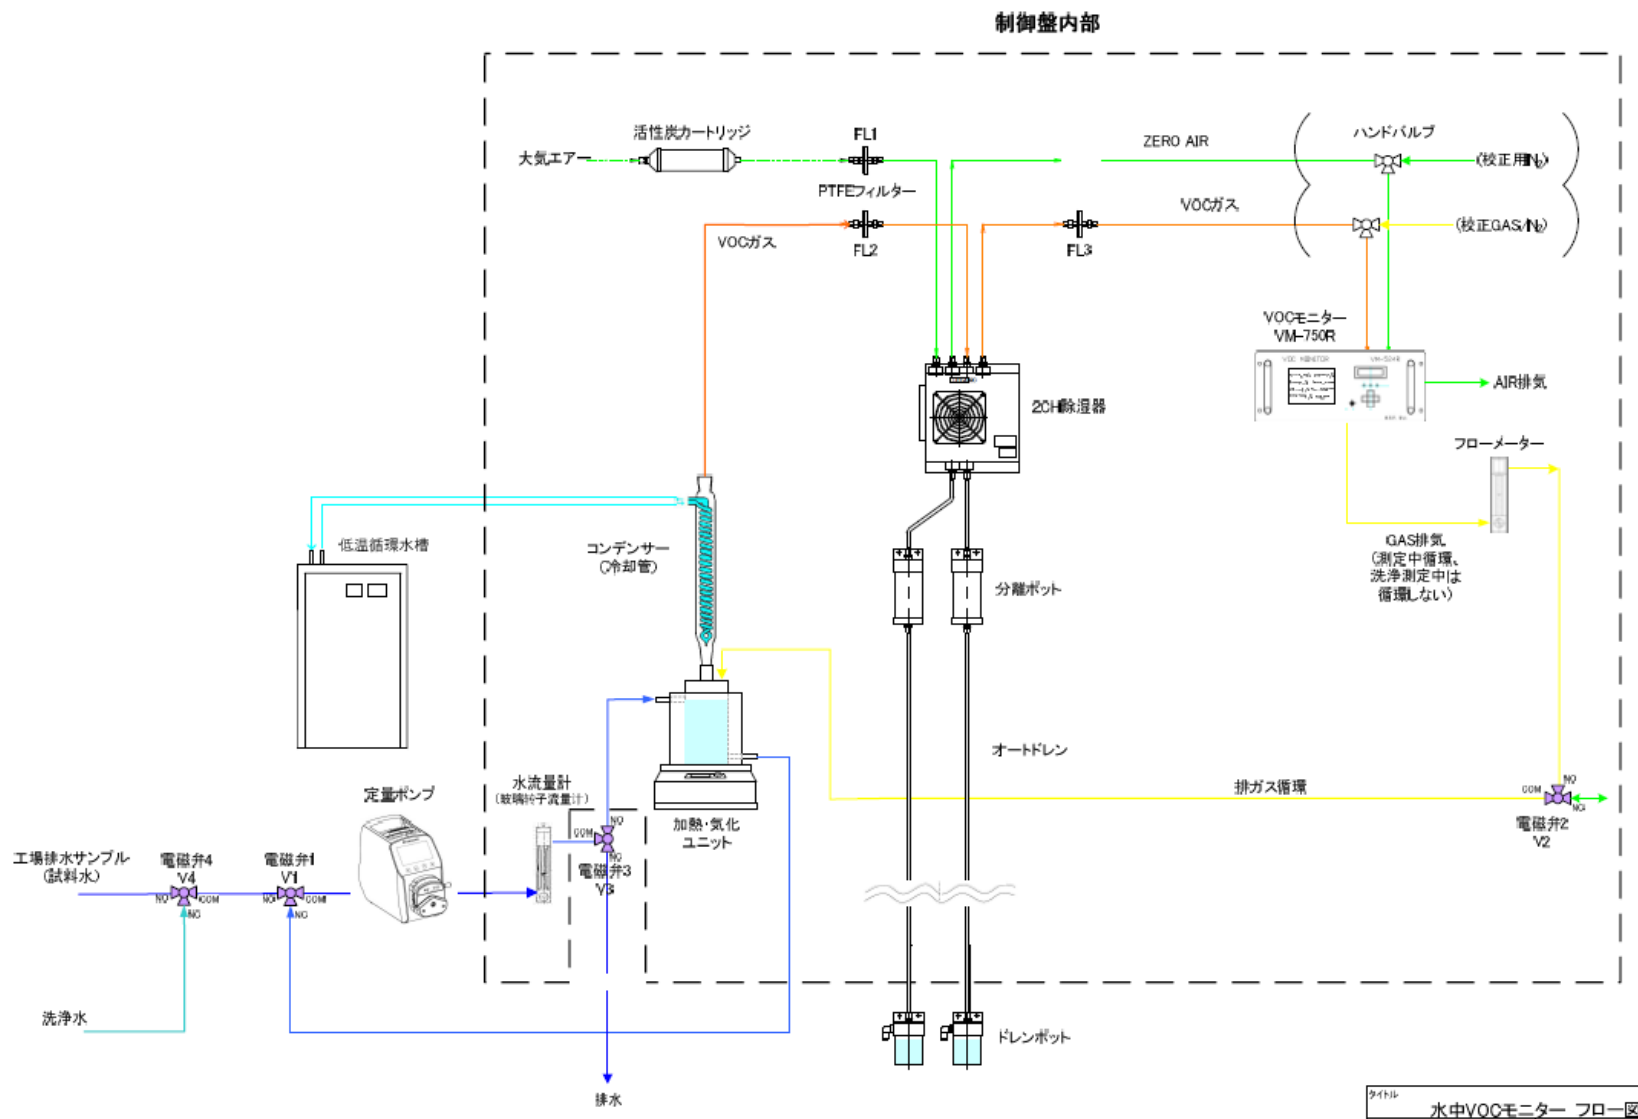 制御盤内部
活性炭カートリッジ
FL1
大気エアー
PTFEフィルター
ZERO AIR
ハンドバルブ
(校正用N₂)
VOCガス
FL2
VOCガス
FL3
(校正GAS/N₂)
VOCモニター
VM-750R
VOC MONITOR
AIR排気
2CH除湿器
フローメーター
低温循環水槽
コンデンサー
(冷却管)
GAS排気
(測定中循環、
洗浄測定中は
循環しない)
分離ポット
オートドレン
排ガス循環
COM
NO
NC
電磁弁2
V2
定量ポンプ
水流量計
(玻璃转子流量计)
COM
NO
NO
電磁弁3
V3
加熱・気化
ユニット
工場排水サンプル
(試料水)
電磁弁4
V4
NO
COM
NC
電磁弁1
V1
COM
NC
洗浄水
ドレンポット
排水
タイトル
水中VOCモニター フロー図